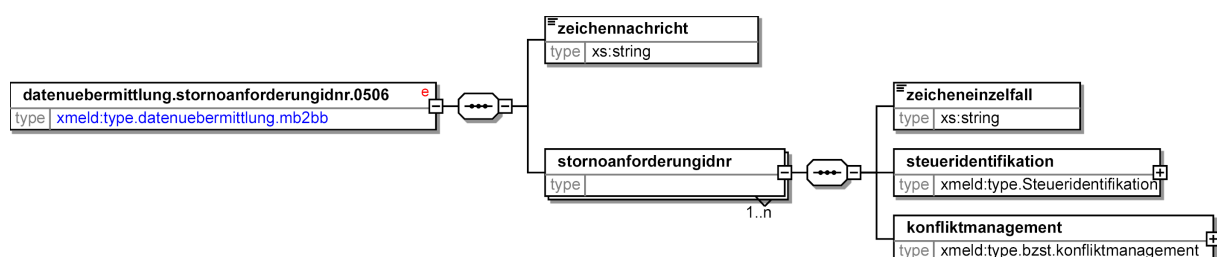 zeichennachricht
type xs:string
datenuebermittlung.stornoanforderungidnr.0506 e
type xmeld:type.datenuebermittlung.mb2bb
zeicheneinzelfall
type xs:string
stornoanforderungidnr
type
1..n
steueridentifikation
type xmeld:type.Steueridentifikation
konfliktmanagement
type xmeld:type.bzst.konfliktmanagement